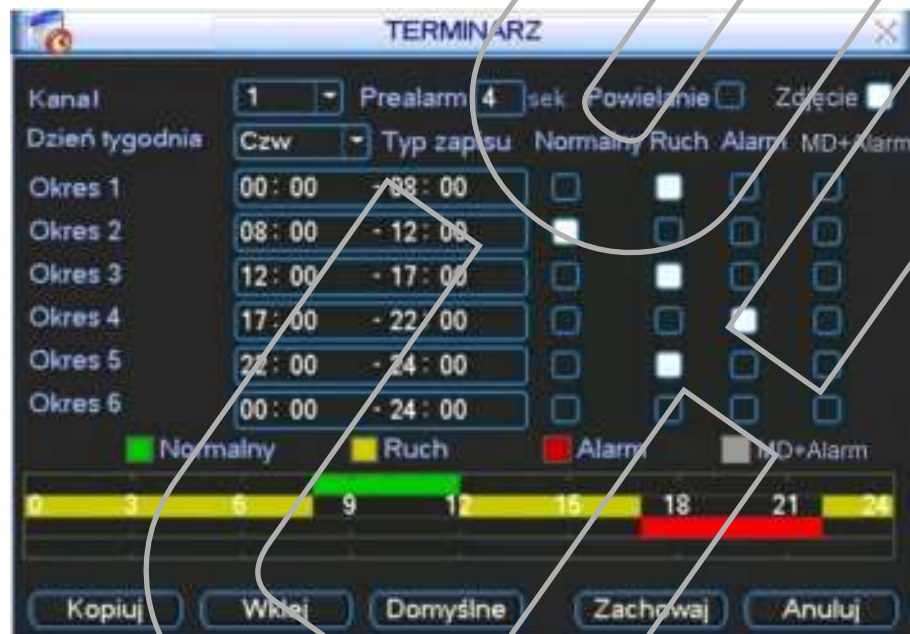 TERMINARZ
Kanał 1 Prealarm 4 sek Powielanie Zdjęcie
Dzień tygodnia Czw Typ zapisu Normalny Ruch Alarm MD+Alarm
Okres 1 00:00 - 08:00
Okres 2 08:00 - 12:00
Okres 3 12:00 - 17:00
Okres 4 17:00 - 22:00
Okres 5 22:00 - 24:00
Okres 6 00:00 - 24:00
Normalny Ruch Alarm MD+Alarm
0 3 6 9 12 15 18 21 24
Kopiuj Wklej Domyślne Zachowaj Anuluj